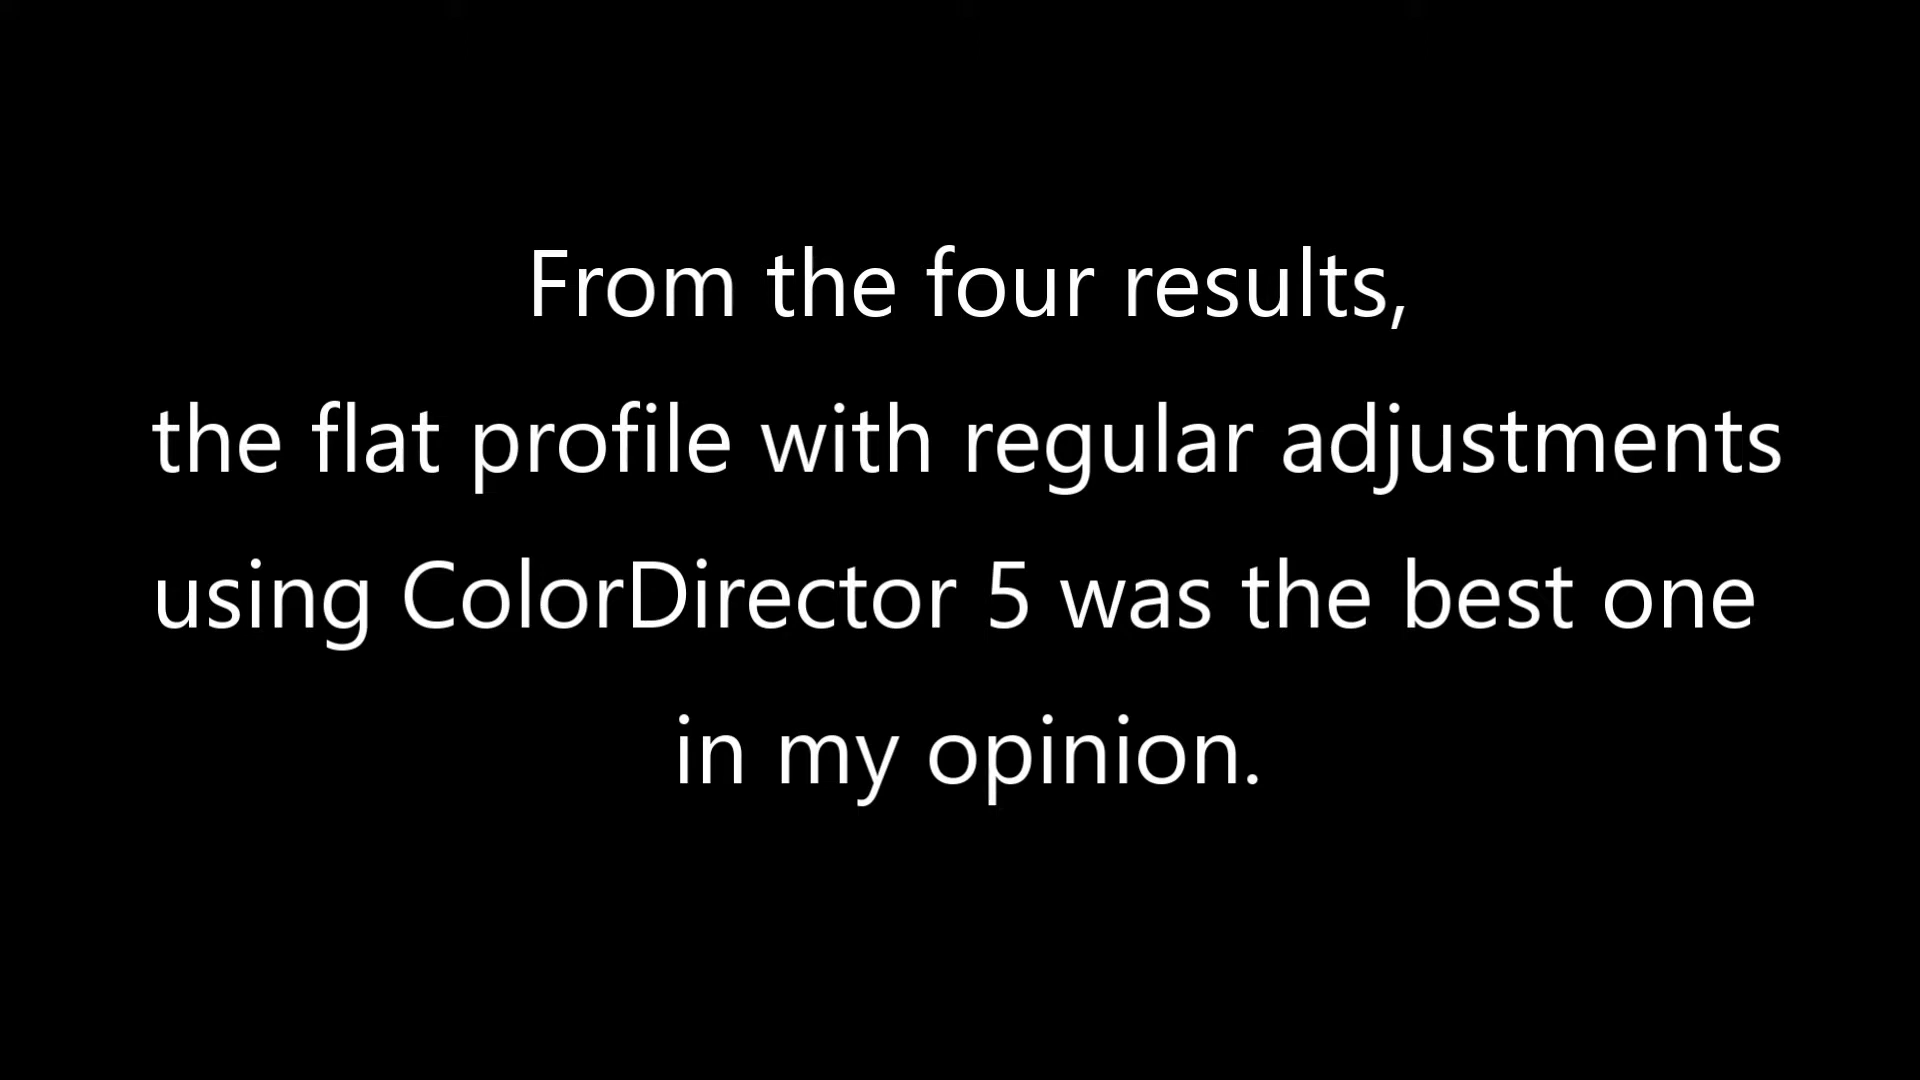 From the four results,
the flat profile with regular adjustments
using ColorDirector 5 was the best one
in my opinion.